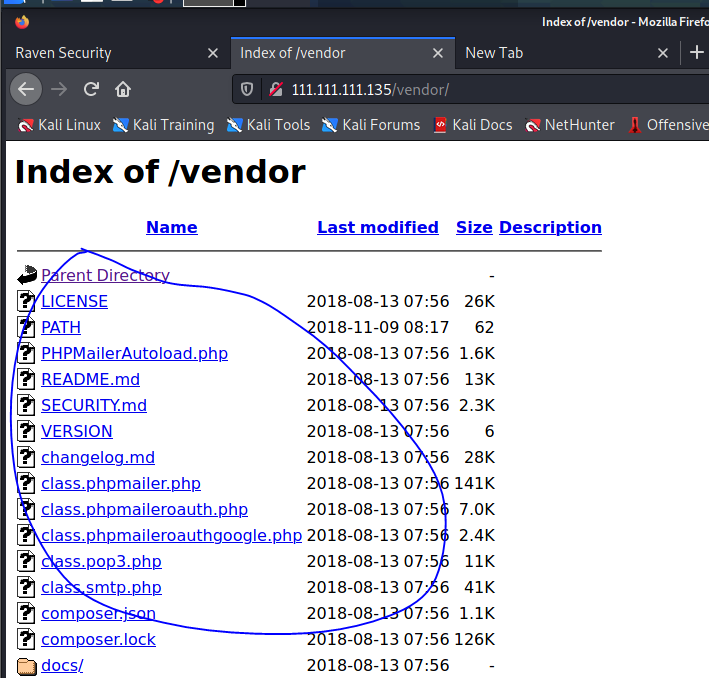 Index of /vendor - Mozilla Firefo
Raven Security
Index of /vendor
New Tab
111.111.111.135/vendor/
Kali Linux Kali Training Kali Tools Kali Forums Kali Docs NetHunter Offensive
Index of /vendor
Name Last modified Size Description
Parent Directory -
LICENSE 2018-08-13 07:56 26K
PATH 2018-11-09 08:17 62
PHPMailerAutoload.php 2018-08-13 07:56 1.6K
README.md 2018-08-13 07:56 13K
SECURITY.md 2018-08-13 07:56 2.3K
VERSION 2018-08-13 07:56 6
changelog.md 2018-08-13 07:56 28K
class.phpmailer.php 2018-08-13 07:56 141K
class.phpmaileroauth.php 2018-08-13 07:56 7.0K
class.phpmaileroauthgoogle.php 2018-08-13 07:56 2.4K
class.pop3.php 2018-08-13 07:56 11K
class.smtp.php 2018-08-13 07:56 41K
composer.json 2018-08-13 07:56 1.1K
composer.lock 2018-08-13 07:56 126K
docs/ 2018-08-13 07:56 -